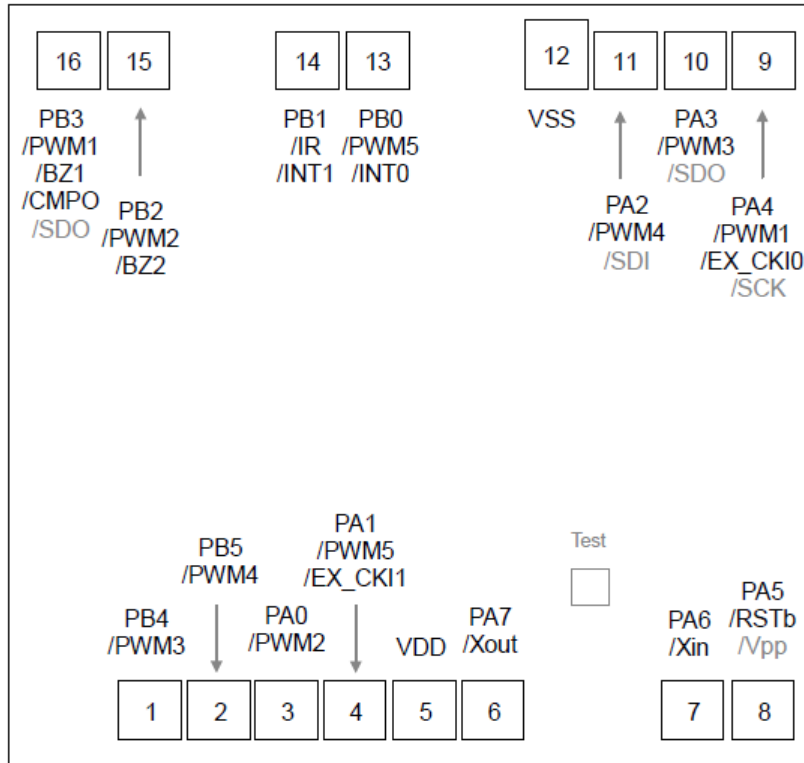 16
15
14
13
12
11
10
9
PB3
/PWM1
/BZ1
/CMPO
/SDO
PB2
/PWM2
/BZ2
PB1
/IR
/INT1
PB0
/PWM5
/INT0
VSS
PA2
/PWM4
/SDI
PA3
/PWM3
/SDO
PA4
/PWM1
/EX_CKI0
/SCK
PB4
/PWM3
PB5
/PWM4
PA0
/PWM2
PA1
/PWM5
/EX_CKI1
VDD
PA7
/Xout
Test
PA6
/Xin
PA5
/RSTb
/Vpp
1
2
3
4
5
6
7
8